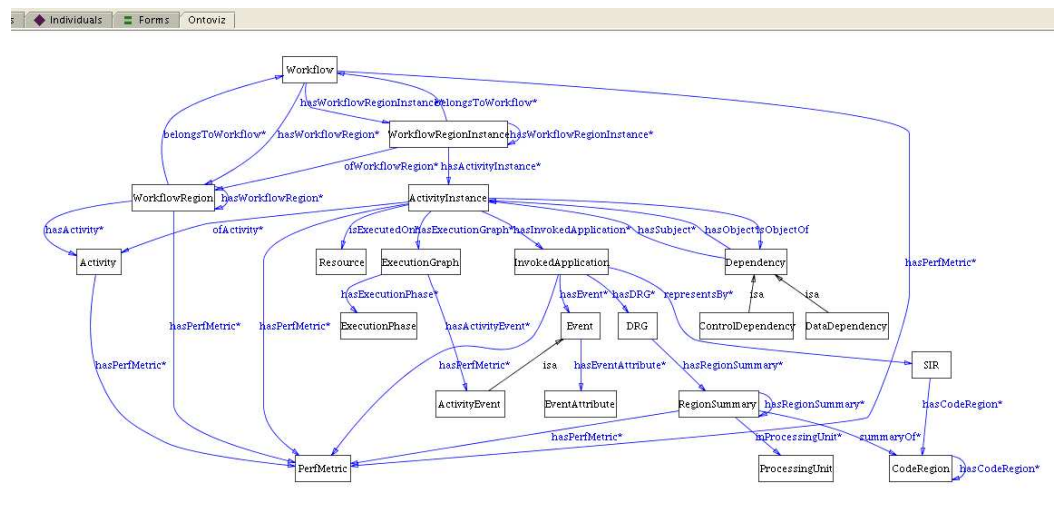 s Individuals Forms Ontoviz
Workflow
hasWorkflowRegionInstance* belongsToWorkflow*
belongsToWorkflow* hasWorkflowRegion* WorkflowRegionInstance hasWorkflowRegionInstance*
ofWorkflowRegion* hasActivityInstance*
WorkflowRegion hasWorkflowRegion* ActivityInstance
hasActivity* ofActivity* isExecutedOn hasExecutionGraph* hasInvokedApplication* hasSubject* hasObject* isObjectOf
Activity Resource ExecutionGraph InvokedApplication Dependency hasPerfMetric*
hasExecutionPhase* hasEvent* hasDRG* representsBy* isa isa
hasPerfMetric* hasPerfMetric* ExecutionPhase hasActivityEvent* Event DRG ControlDependency DataDependency
hasPerfMetric* hasPerfMetric* isa hasEventAttribute* hasRegionSummary* SIR
ActivityEvent EventAttribute RegionSummary hasRegionSummary* hasCodeRegion*
hasPerfMetric* inProcessingUnit* summaryOf*
PerfMetric ProcessingUnit CodeRegion hasCodeRegion*